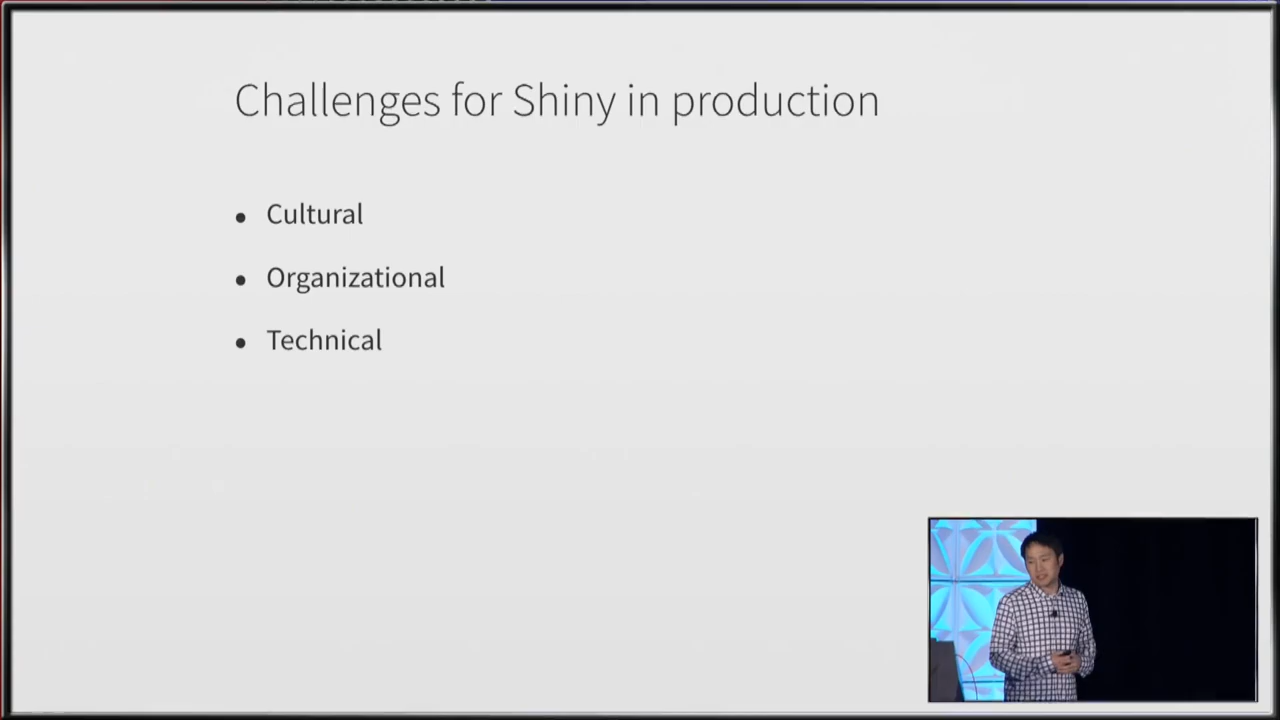 Challenges for Shiny in production
• Cultural
• Organizational
• Technical